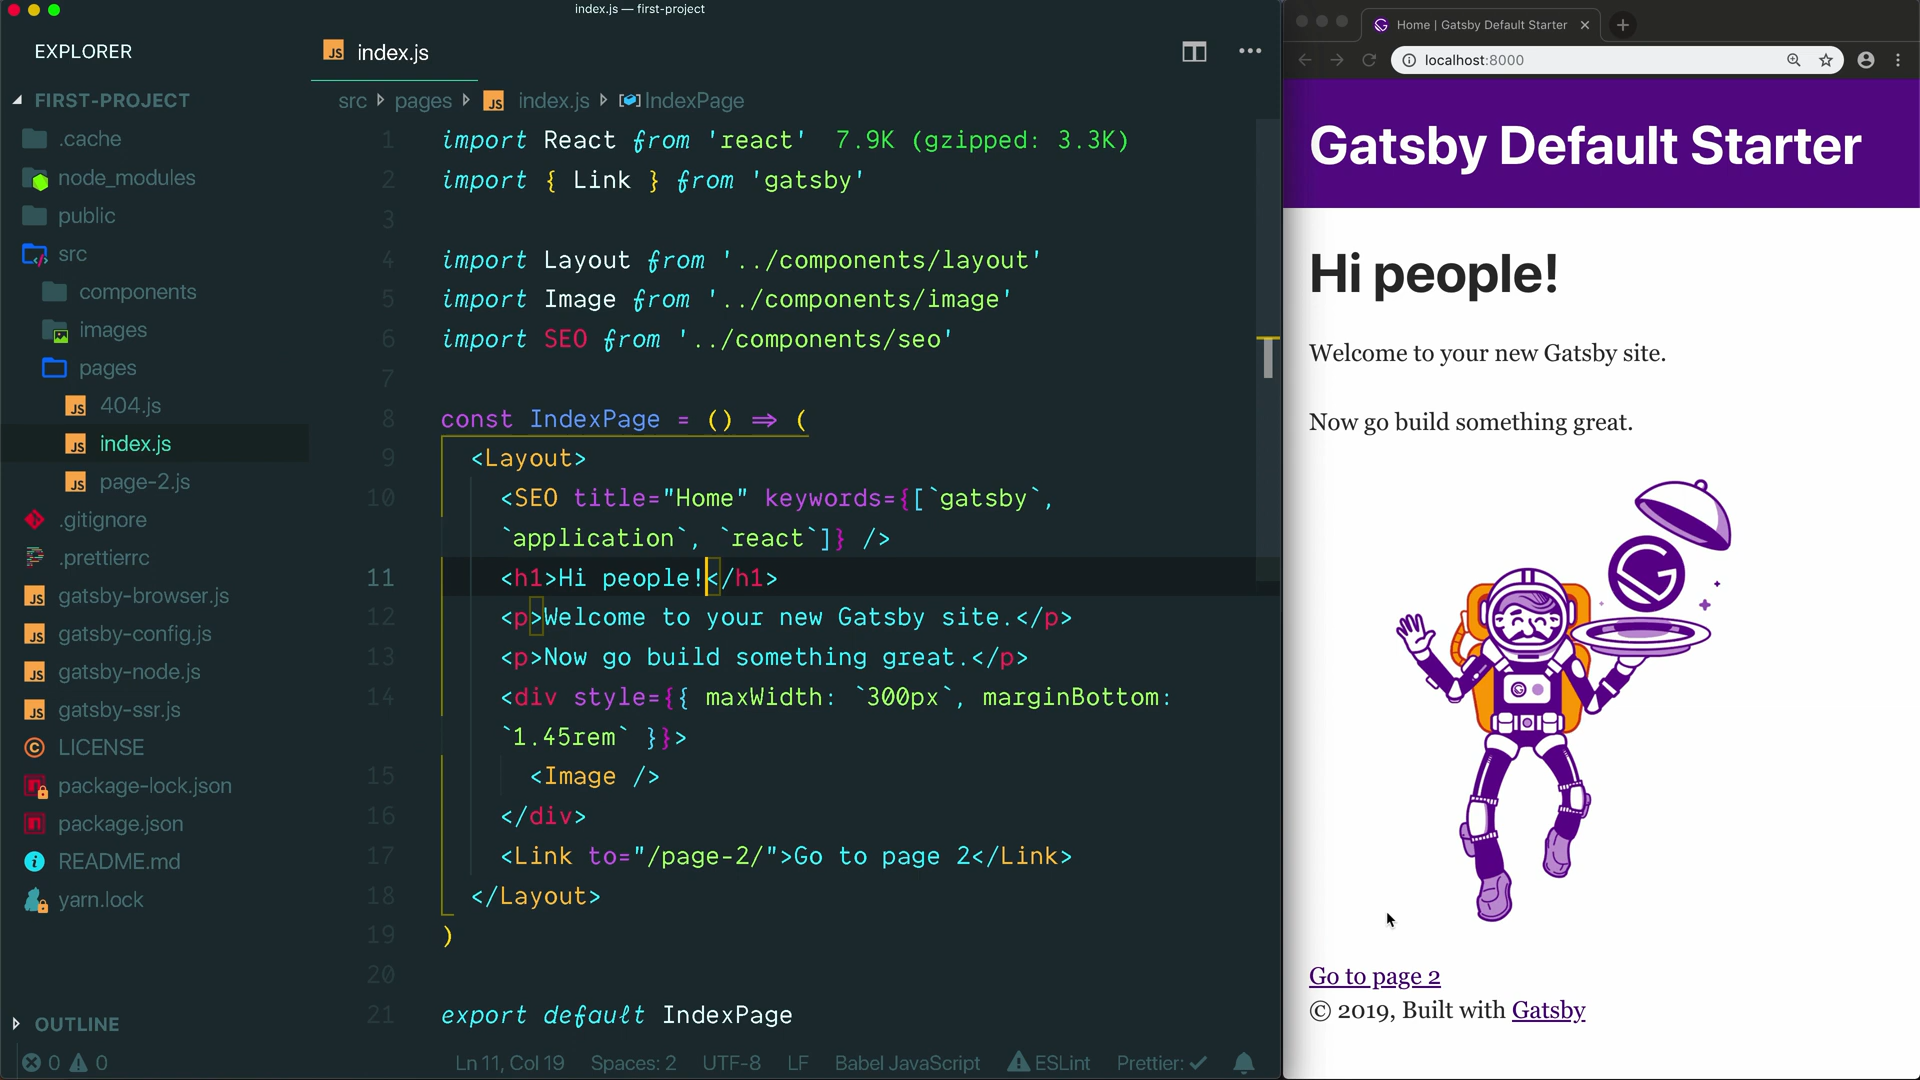 index.js — first-project
EXPLORER
FIRST-PROJECT
.cache
node_modules
public
src
components
images
pages
404.js
index.js
page-2.js
.gitignore
.prettierrc
gatsby-browser.js
gatsby-config.js
gatsby-node.js
gatsby-ssr.js
LICENSE
package-lock.json
package.json
README.md
yarn.lock
OUTLINE
JS index.js
src pages JS index.js IndexPage
1 import React from 'react' 7.9K (gzipped: 3.3K)
2 import { Link } from 'gatsby'
3
4 import Layout from '../components/layout'
5 import Image from '../components/image'
6 import SEO from '../components/seo'
7
8 const IndexPage = () => (
9 <Layout>
10 <SEO title="Home" keywords={[`gatsby`,
`application`, `react`]} />
11 <h1>Hi people!</h1>
12 <p>Welcome to your new Gatsby site.</p>
13 <p>Now go build something great.</p>
14 <div style={{ maxWidth: `300px`, marginBottom:
`1.45rem` }}>
15 <Image />
16 </div>
17 <Link to="/page-2/">Go to page 2</Link>
18 </Layout>
19 )
20
21 export default IndexPage
0 0 Ln 11, Col 19 Spaces: 2 UTF-8 LF Babel JavaScript ESLint Prettier: ✓
Home | Gatsby Default Starter
localhost:8000
Gatsby Default Starter
Hi people!
Welcome to your new Gatsby site.
Now go build something great.
Go to page 2
© 2019, Built with Gatsby